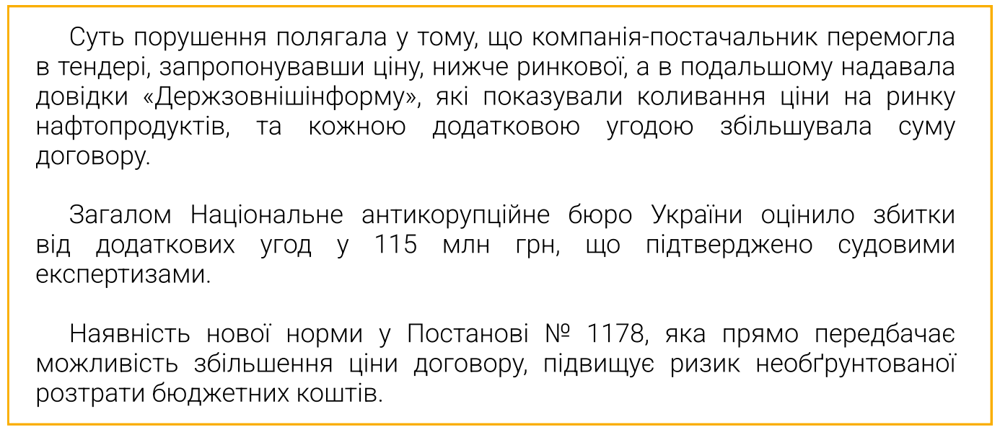 Суть порушення полягала у тому, що компанія-постачальник перемогла
в тендері, запропонувавши ціну, нижче ринкової, а в подальшому надавала
довідки «Держзовнішінформу», які показували коливання ціни на ринку
нафтопродуктів, та кожною додатковою угодою збільшувала суму
договору.
Загалом Національне антикорупційне бюро України оцінило збитки
від додаткових угод у 115 млн грн, що підтверджено судовими
експертизами.
Наявність нової норми у Постанові № 1178, яка прямо передбачає
можливість збільшення ціни договору, підвищує ризик необґрунтованої
розтрати бюджетних коштів.